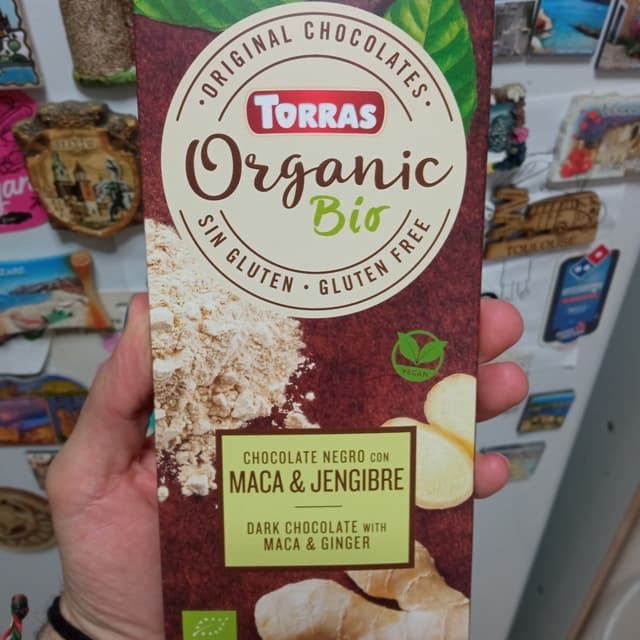 ORIGINAL CHOCOLATES
TORRAS
Organic
Bio
SIN GLUTEN • GLUTEN FREE
VEGAN
CHOCOLATE NEGRO CON
MACA & JENGIBRE
DARK CHOCOLATE WITH
MACA & GINGER
TOULOUSE